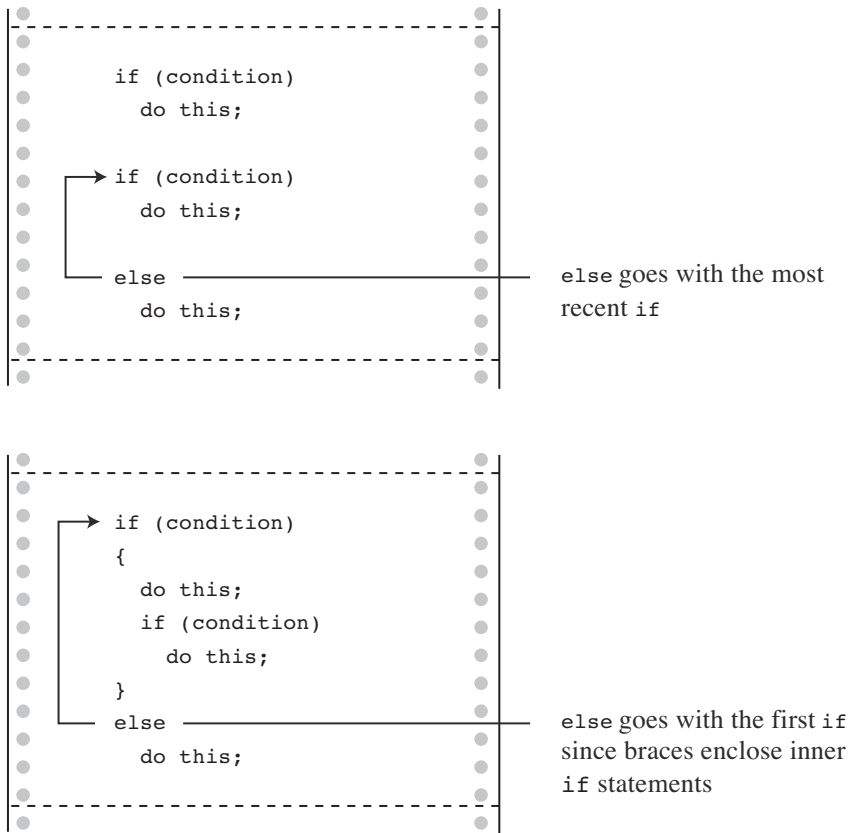 if (condition)
do this;
if (condition)
do this;
else
do this;
else goes with the most
recent if
if (condition)
{
do this;
if (condition)
do this;
}
else
do this;
else goes with the first if
since braces enclose inner
if statements